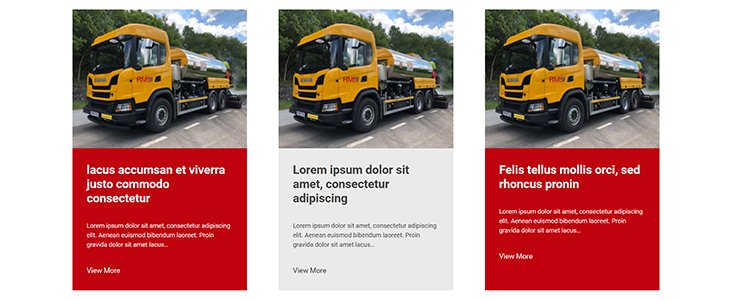 lacus accumsan et viverra
justo commodo
consectetur
Lorem ipsum dolor sit amet, consectetur adipiscing
elit. Aenean euismod bibendum laoreet. Proin
gravida dolor sit amet lacus...
View More
Lorem ipsum dolor sit
amet, consectetur
adipiscing
Lorem ipsum dolor sit amet, consectetur adipiscing
elit. Aenean euismod bibendum laoreet. Proin
gravida dolor sit amet lacus...
View More
Felis tellus mollis orci, sed
rhoncus pronin
Lorem ipsum dolor sit amet, consectetur adipiscing
elit. Aenean euismod bibendum laoreet. Proin
gravida dolor sit amet lacus...
View More